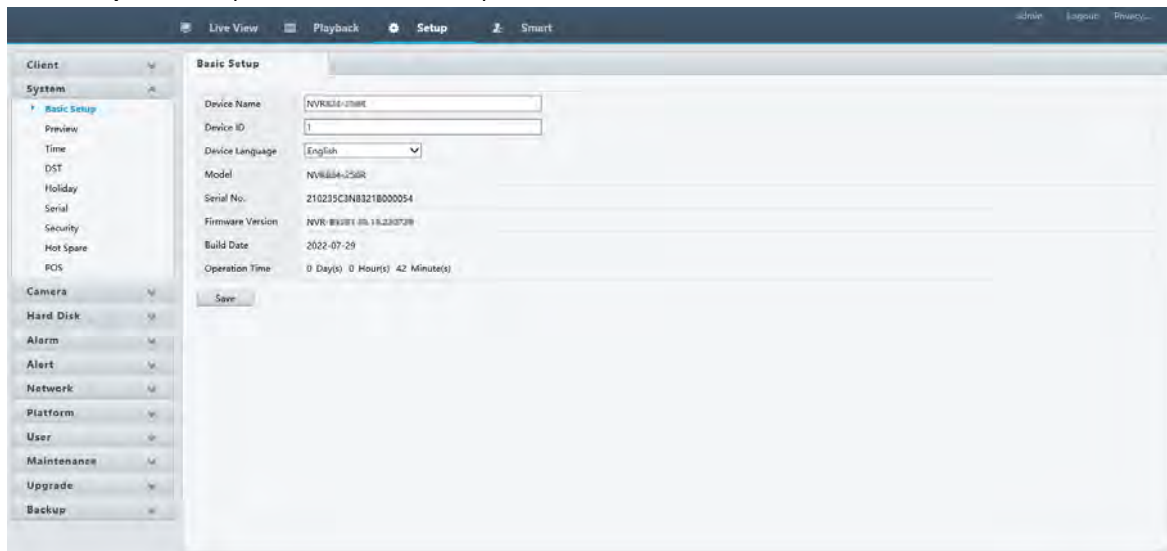 Live View Playback Setup Smart
admin Logout Privacy...
Client
System
Basic Setup
Preview
Time
DST
Holiday
Serial
Security
Hot Spare
POS
Camera
Hard Disk
Alarm
Alert
Network
Platform
User
Maintenance
Upgrade
Backup
Basic Setup
Device Name
Device ID 1
Device Language English
Model
Serial No. 210235C3N8321B000054
Firmware Version
Build Date 2022-07-29
Operation Time 0 Day(s) 0 Hour(s) 42 Minute(s)
Save